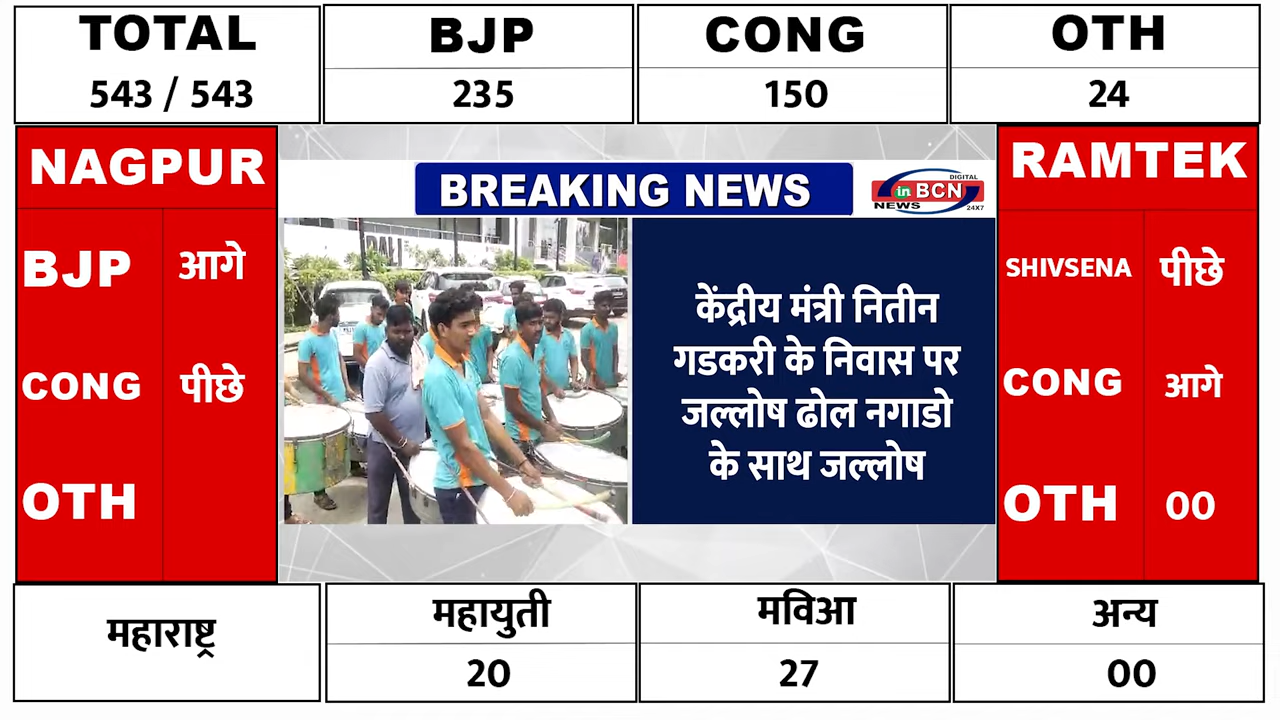 TOTAL
543 / 543
BJP
235
CONG
150
OTH
24
NAGPUR
BJP आगे
CONG पीछे
OTH
BREAKING NEWS
DIGITAL
in BCN
NEWS 24X7
केंद्रीय मंत्री नितीन
गडकरी के निवास पर
जल्लोष ढोल नगाडो
के साथ जल्लोष
RAMTEK
SHIVSENA पीछे
CONG आगे
OTH 00
महाराष्ट्र
महायुती
20
मविआ
27
अन्य
00